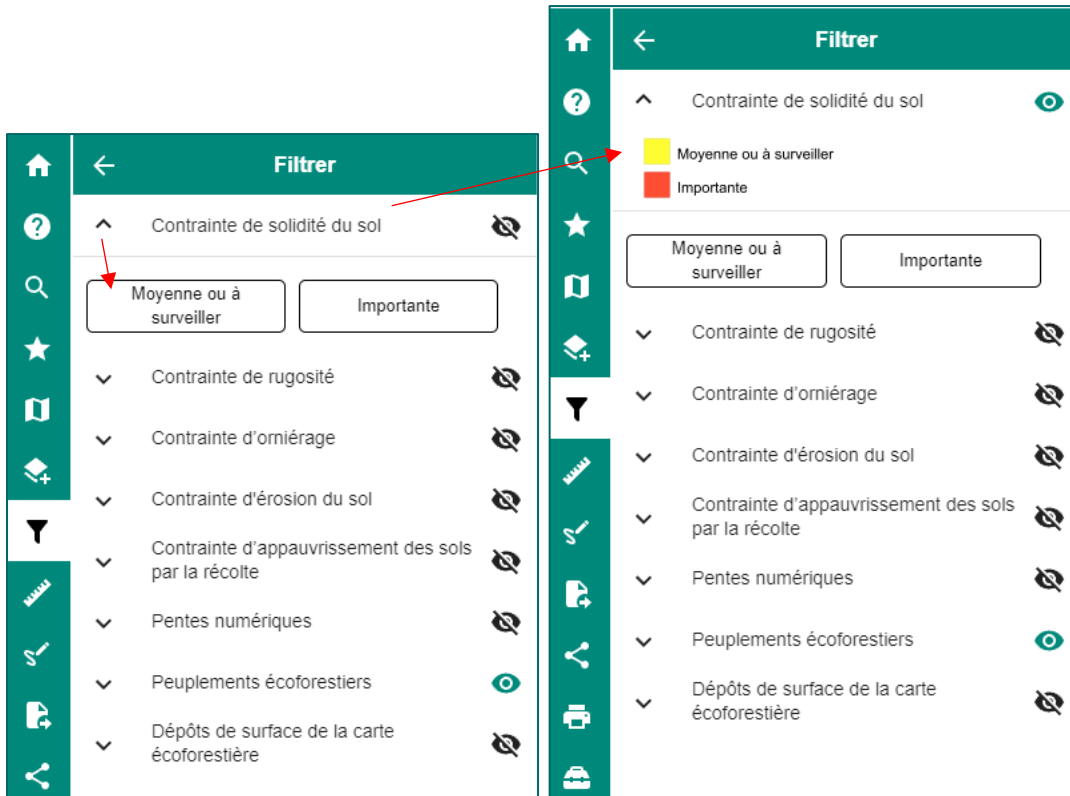 Filtrer
Contrainte de solidité du sol
Moyenne ou à
surveiller
Importante
Contrainte de rugosité
Contrainte d’orniérage
Contrainte d'érosion du sol
Contrainte d’appauvrissement des sols
par la récolte
Pentes numériques
Peuplements écoforestiers
Dépôts de surface de la carte
écoforestière
Filtrer
Contrainte de solidité du sol
Moyenne ou à surveiller
Importante
Moyenne ou à
surveiller
Importante
Contrainte de rugosité
Contrainte d’orniérage
Contrainte d'érosion du sol
Contrainte d’appauvrissement des sols
par la récolte
Pentes numériques
Peuplements écoforestiers
Dépôts de surface de la carte
écoforestière